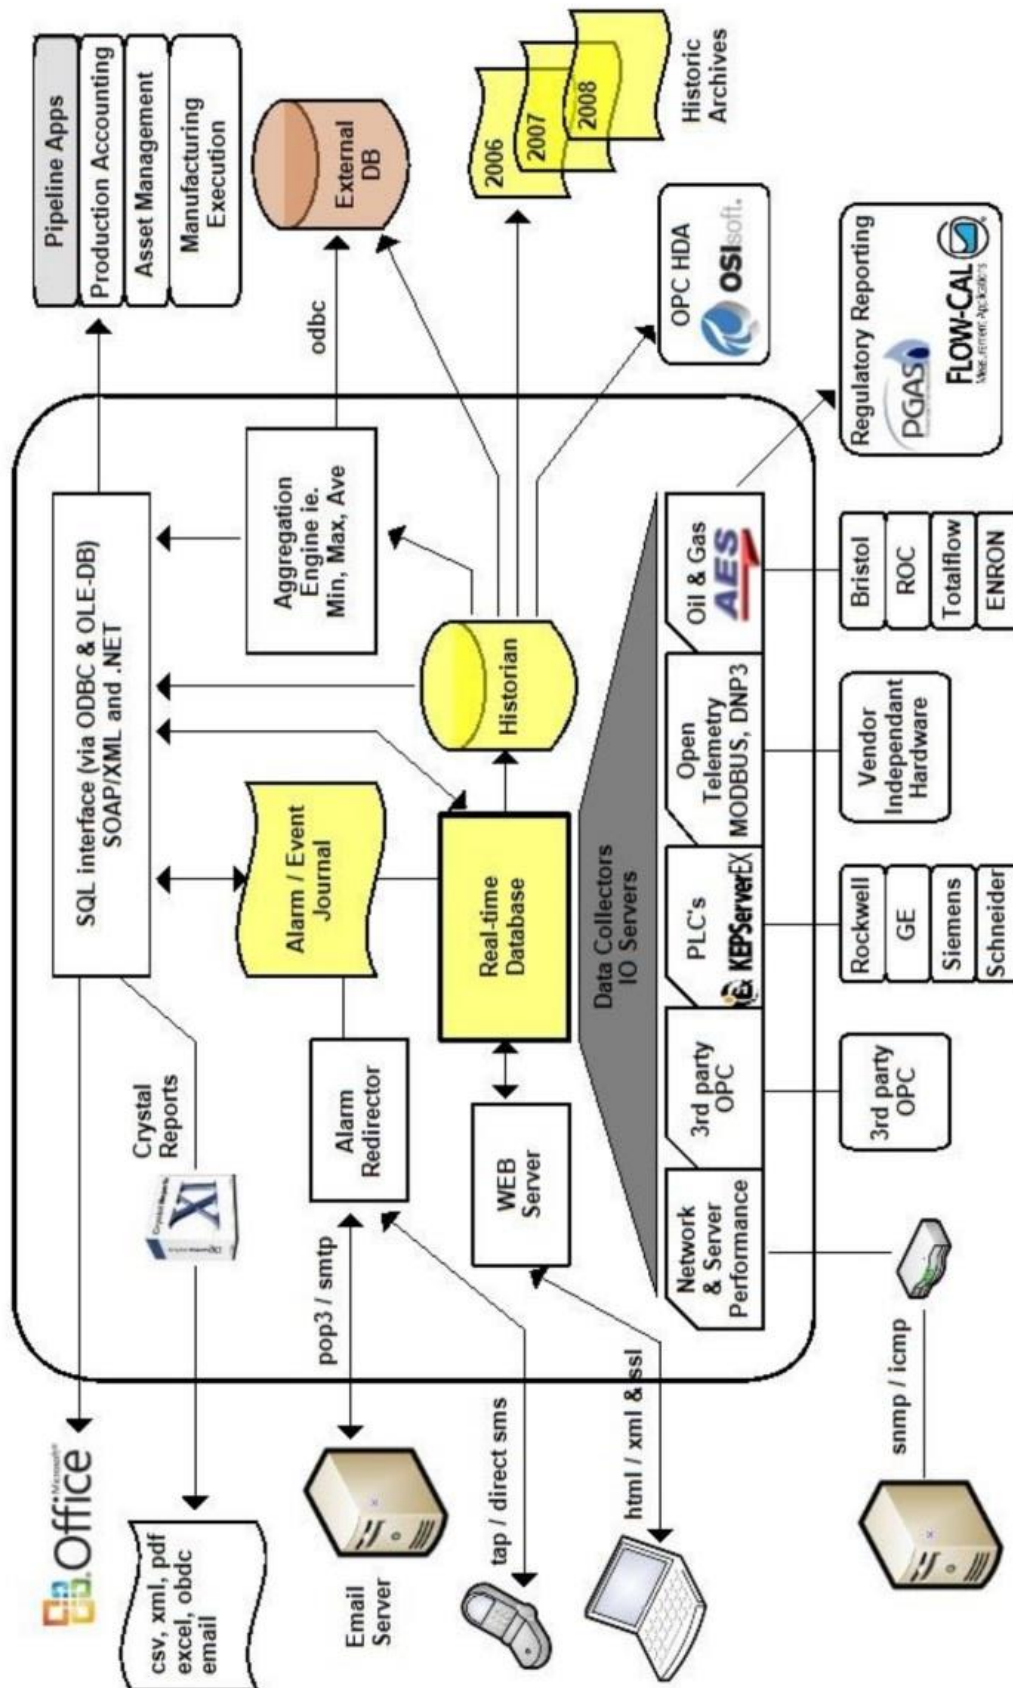 Microsoft®
Office
SQL interface (via ODBC & OLE-DB)
SOAP/XML and .NET
Pipeline Apps
Production Accounting
Asset Management
Manufacturing
Execution
csv, xml, pdf
excel, obdc
email
Crystal
Reports
XI
Email
Server
pop3 / smtp
Alarm
Redirector
Alarm / Event
Journal
Aggregation
Engine ie.
Min, Max, Ave
odbc
External
DB
tap / direct sms
html / xml & ssl
WEB
Server
Real-time
Database
Historian
2006
2007
2008
Historic
Archives
Data Collectors
IO Servers
OPC HDA
OSIsoft.
Network
& Server
Performance
3rd party
OPC
PLC's
Ex KEPServerEX
Open
Telemetry
MODBUS, DNP3
Oil & Gas
AES
Regulatory Reporting
PGAS
FLOW-CAL
Measurement Applications
snmp / icmp
3rd party
OPC
Rockwell
GE
Siemens
Schneider
Vendor
Independant
Hardware
Bristol
ROC
Totalflow
ENRON